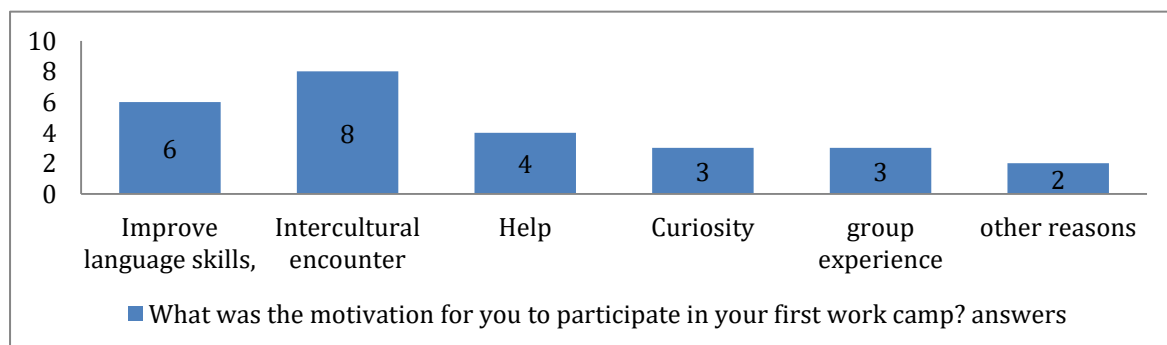 10
8
6
4
2
0
6
8
4
3
3
2
Improve
language skills,
Intercultural
encounter
Help
Curiosity
group
experience
other reasons
What was the motivation for you to participate in your first work camp? answers